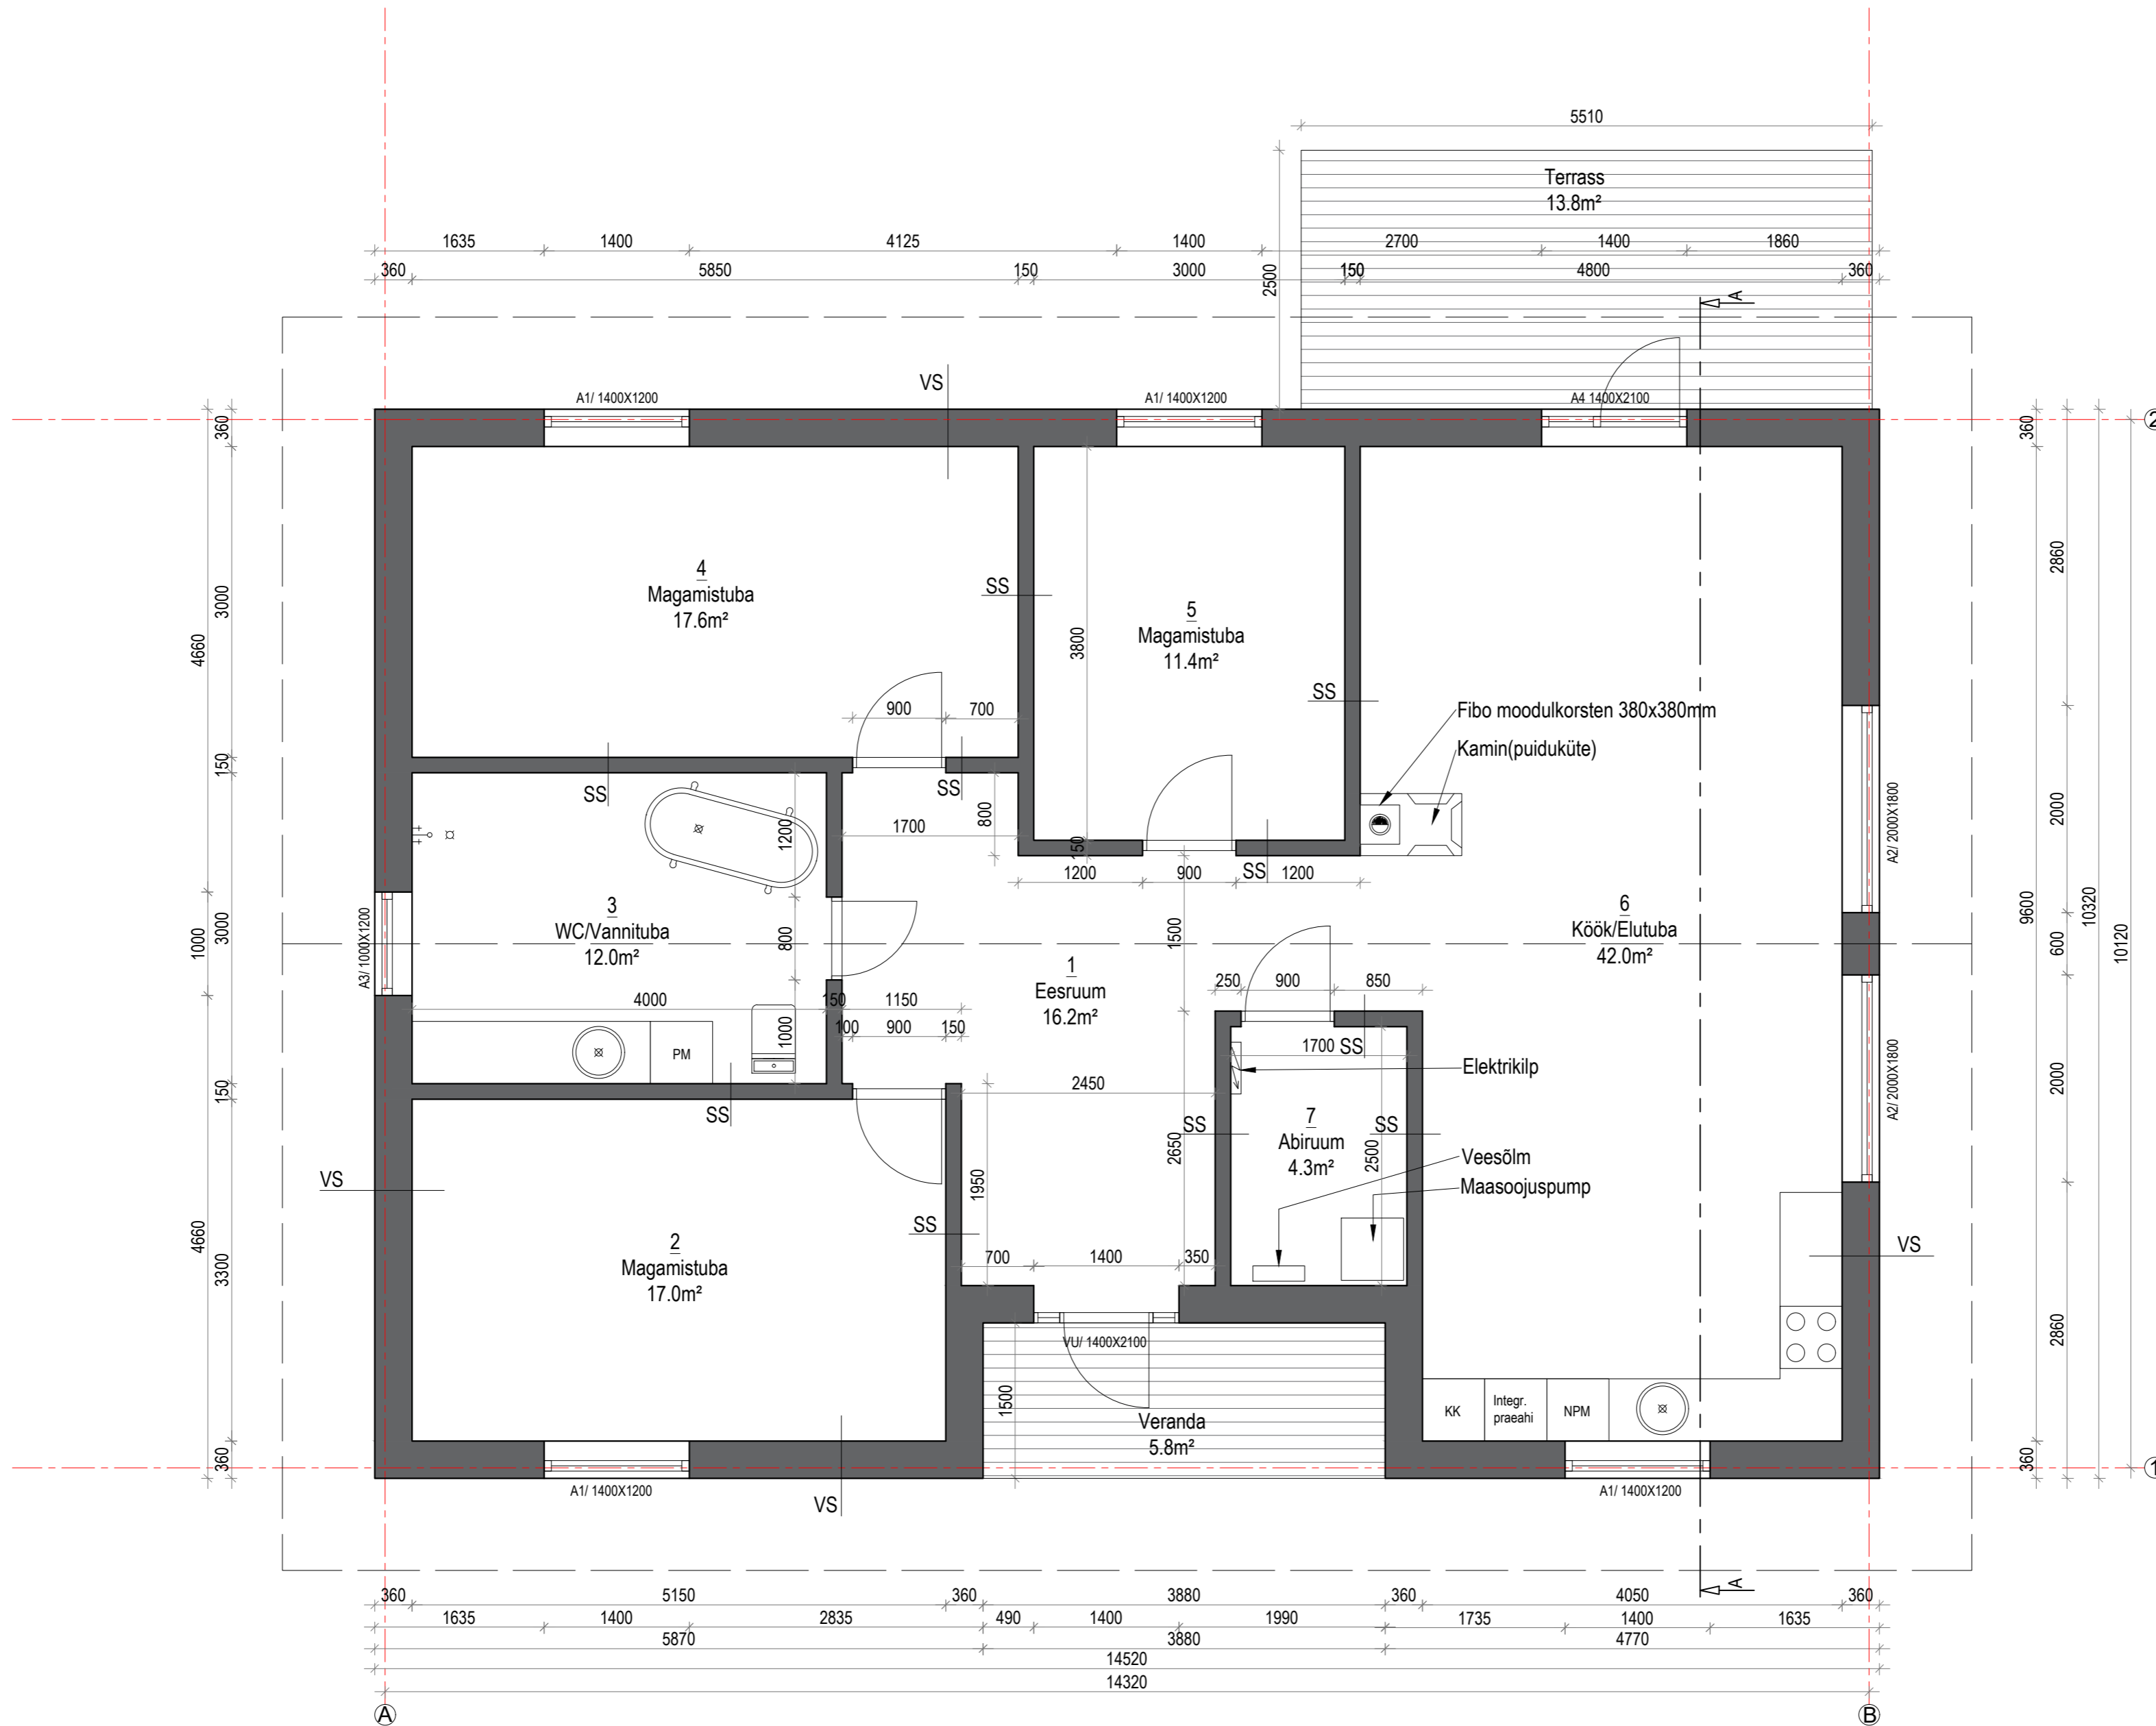 5510
Terrass
13.8m²
1635 1400 4125 1400 2700 1400 1860
360 5850 150 3000 150 4800 360
2500
A
VS
A1/ 1400X1200
A1/ 1400X1200
A4 1400X2100
2
360
3000
4660
150
1000
3000
150
4660
3300
360
A3/ 1000X1200
4
Magamistuba
17.6m²
SS
900 700
SS
SS
5
Magamistuba
11.4m²
3800
SS
Fibo moodulkorsten 380x380mm
Kamin(puiduküte)
1200
1700
800
150
SS
1200 900 1200
3
WC/Vannituba
12.0m²
800
4000 150 1150
100 900 150
1000
PM
SS
1
Eesruum
16.2m²
1500
2450
2650
1950
6
Köök/Elutuba
42.0m²
250 900 850
1700 SS
Elektrikilp
SS
7
Abiruum
4.3m²
SS
2500
Veesõlm
Maasoojuspump
VS
2
Magamistuba
17.0m²
SS
700 1400 350
VU/ 1400X2100
1500
Veranda
5.8m²
KK
Integr.
praeahi
NPM
VS
A1/ 1400X1200
VS
A1/ 1400X1200
A2/ 2000X1800
A2/ 2000X1800
360
2860
2000
600
2000
2860
360
9600
10320
10120
1
A
360 5150 360 3880 360 4050 360
1635 1400 2835 490 1400 1990 1735 1400 1635
5870 3880 4770
14520
14320
A B